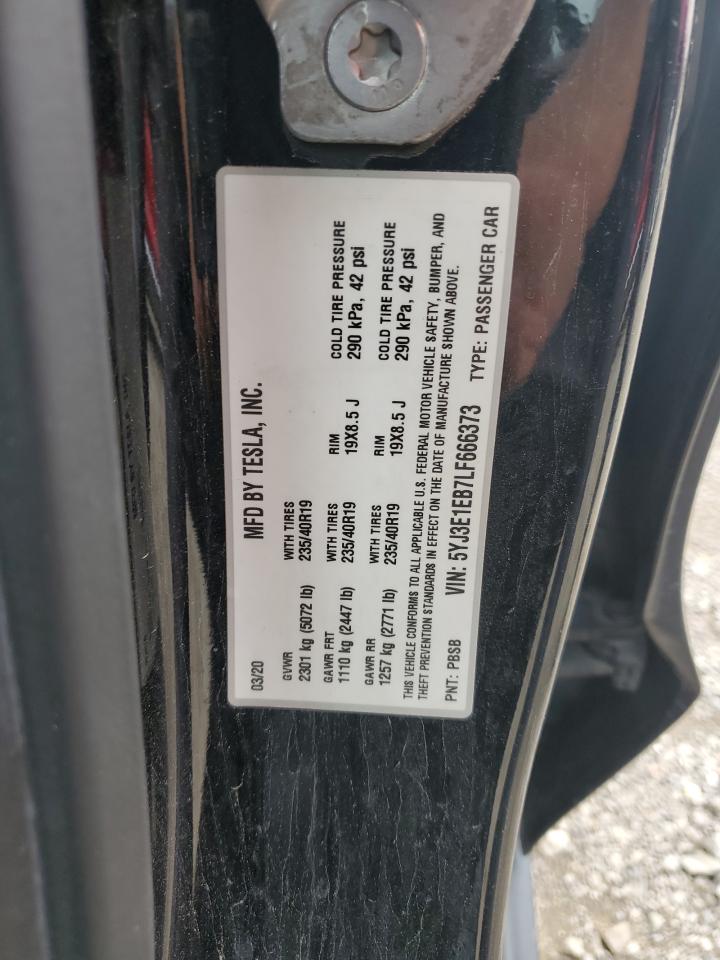 03/20 MFD BY TESLA, INC.
GVWR WITH TIRES
2301 kg (5072 lb) 235/40R19
GAWR FRT WITH TIRES RIM COLD TIRE PRESSURE
1110 kg (2447 lb) 235/40R19 19X8.5 J 290 kPa, 42 psi
GAWR RR WITH TIRES RIM COLD TIRE PRESSURE
1257 kg (2771 lb) 235/40R19 19X8.5 J 290 kPa, 42 psi
THIS VEHICLE CONFORMS TO ALL APPLICABLE U.S. FEDERAL MOTOR VEHICLE SAFETY, BUMPER, AND
THEFT PREVENTION STANDARDS IN EFFECT ON THE DATE OF MANUFACTURE SHOWN ABOVE.
PNT: PBSB VIN: 5YJ3E1EB7LF666373 TYPE: PASSENGER CAR